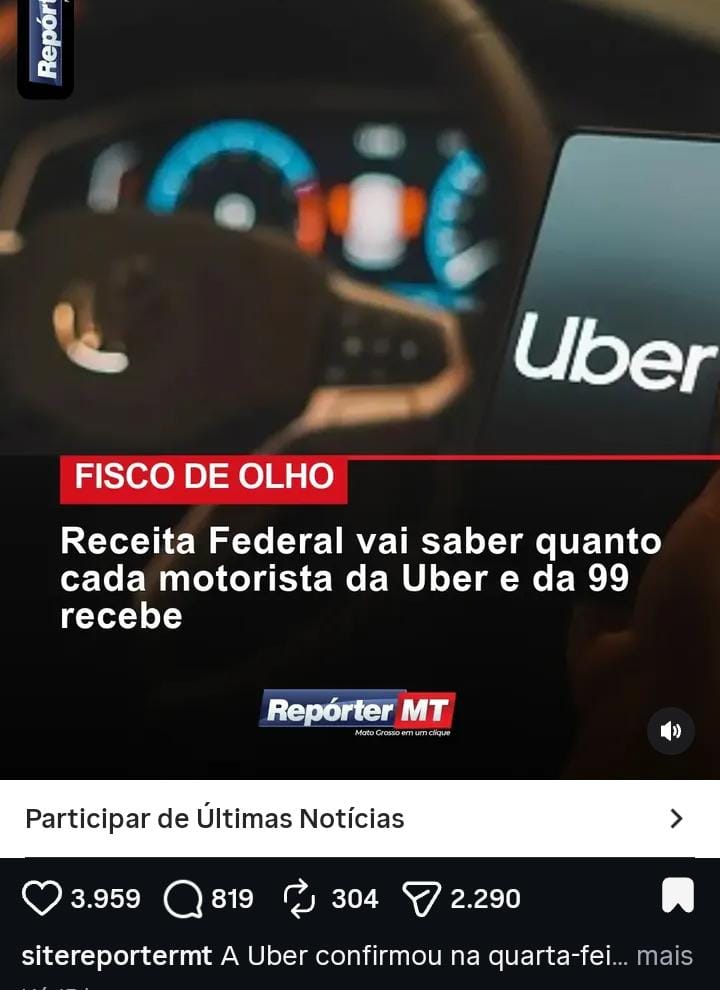 Repórt
Uber
FISCO DE OLHO
Receita Federal vai saber quanto
cada motorista da Uber e da 99
recebe
Repórter MT
Mato Grosso em um clique
Participar de Últimas Notícias
3.959 819 304 2.290
sitereportermt A Uber confirmou na quarta-fei... mais